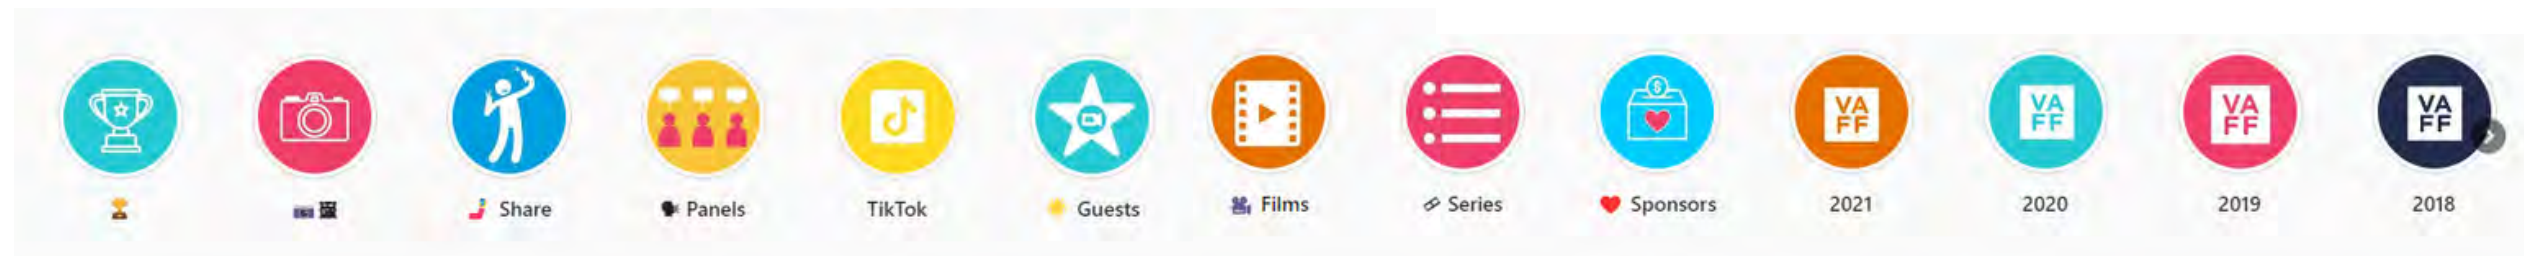 VA
FF
VA
FF
VA
FF
VA
FF
🏆
📷 🎞
🤳 Share
🗣 Panels
TikTok
🌟 Guests
🎥 Films
🔗 Series
❤️ Sponsors
2021
2020
2019
2018